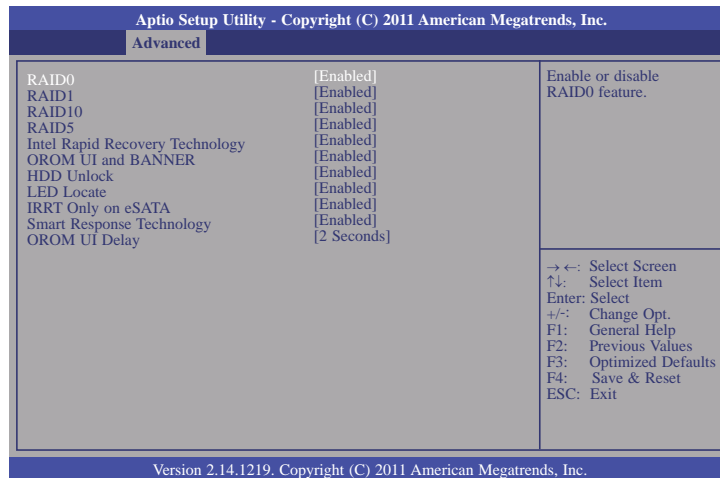 Aptio Setup Utility - Copyright (C) 2011 American Megatrends, Inc.
Advanced
RAID0 [Enabled]
RAID1 [Enabled]
RAID10 [Enabled]
RAID5 [Enabled]
Intel Rapid Recovery Technology [Enabled]
OROM UI and BANNER [Enabled]
HDD Unlock [Enabled]
LED Locate [Enabled]
IRRT Only on eSATA [Enabled]
Smart Response Technology [Enabled]
OROM UI Delay [2 Seconds]
Enable or disable
RAID0 feature.
→←: Select Screen
↑↓: Select Item
Enter: Select
+/-: Change Opt.
F1: General Help
F2: Previous Values
F3: Optimized Defaults
F4: Save & Reset
ESC: Exit
Version 2.14.1219. Copyright (C) 2011 American Megatrends, Inc.